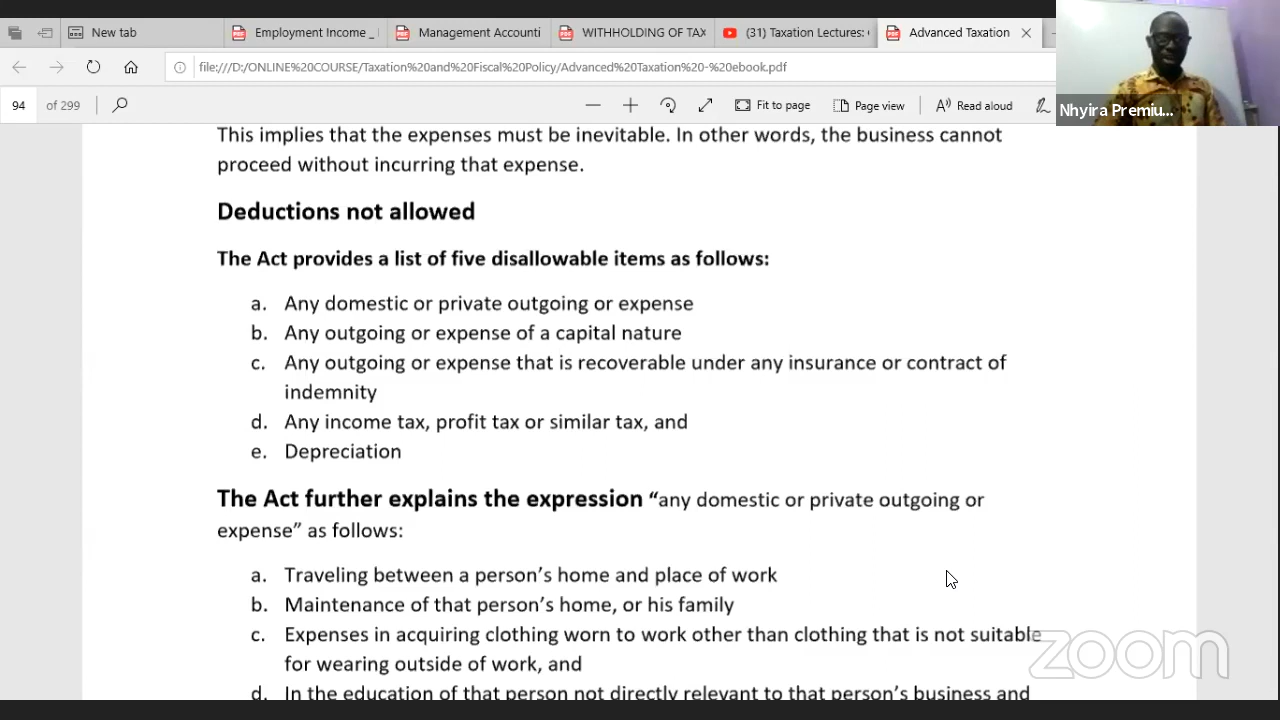 New tab
Employment Income _
Management Accounti
WITHHOLDING OF TAX
(31) Taxation Lectures:
Advanced Taxation
file:///D:/ONLINE%20COURSE/Taxation%20and%20Fiscal%20Policy/Advanced%20Taxation%20-%20ebook.pdf
94 of 299
Fit to page
Page view
Read aloud
Nhyira Premiu...
This implies that the expenses must be inevitable. In other words, the business cannot
proceed without incurring that expense.
Deductions not allowed
The Act provides a list of five disallowable items as follows:
a. Any domestic or private outgoing or expense
b. Any outgoing or expense of a capital nature
c. Any outgoing or expense that is recoverable under any insurance or contract of
indemnity
d. Any income tax, profit tax or similar tax, and
e. Depreciation
The Act further explains the expression “any domestic or private outgoing or
expense” as follows:
a. Traveling between a person’s home and place of work
b. Maintenance of that person’s home, or his family
c. Expenses in acquiring clothing worn to work other than clothing that is not suitable
for wearing outside of work, and
d. In the education of that person not directly relevant to that person’s business and
zoom